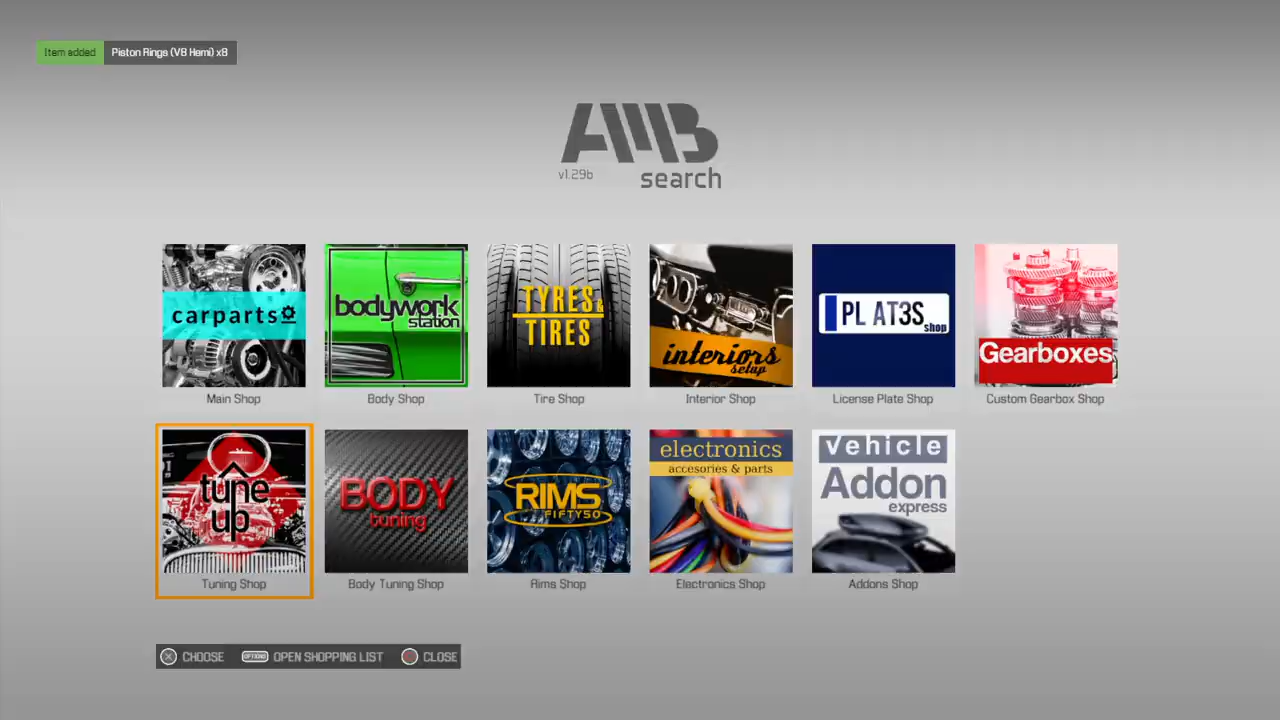 Item added Piston Rings (V8 Hemi) x8
AMB
v1.29b search
carparts
bodywork
station
TYRES &
TIRES
interiors
setup
PL AT3S
shop
Gearboxes
Main Shop
Body Shop
Tire Shop
Interior Shop
License Plate Shop
Custom Gearbox Shop
tune
up
BODY
tuning
RIMS
FIFTY50
electronics
accesories & parts
vehicle
Addon
express
Tuning Shop
Body Tuning Shop
Rims Shop
Electronics Shop
Addons Shop
CHOOSE OPTIONS OPEN SHOPPING LIST CLOSE